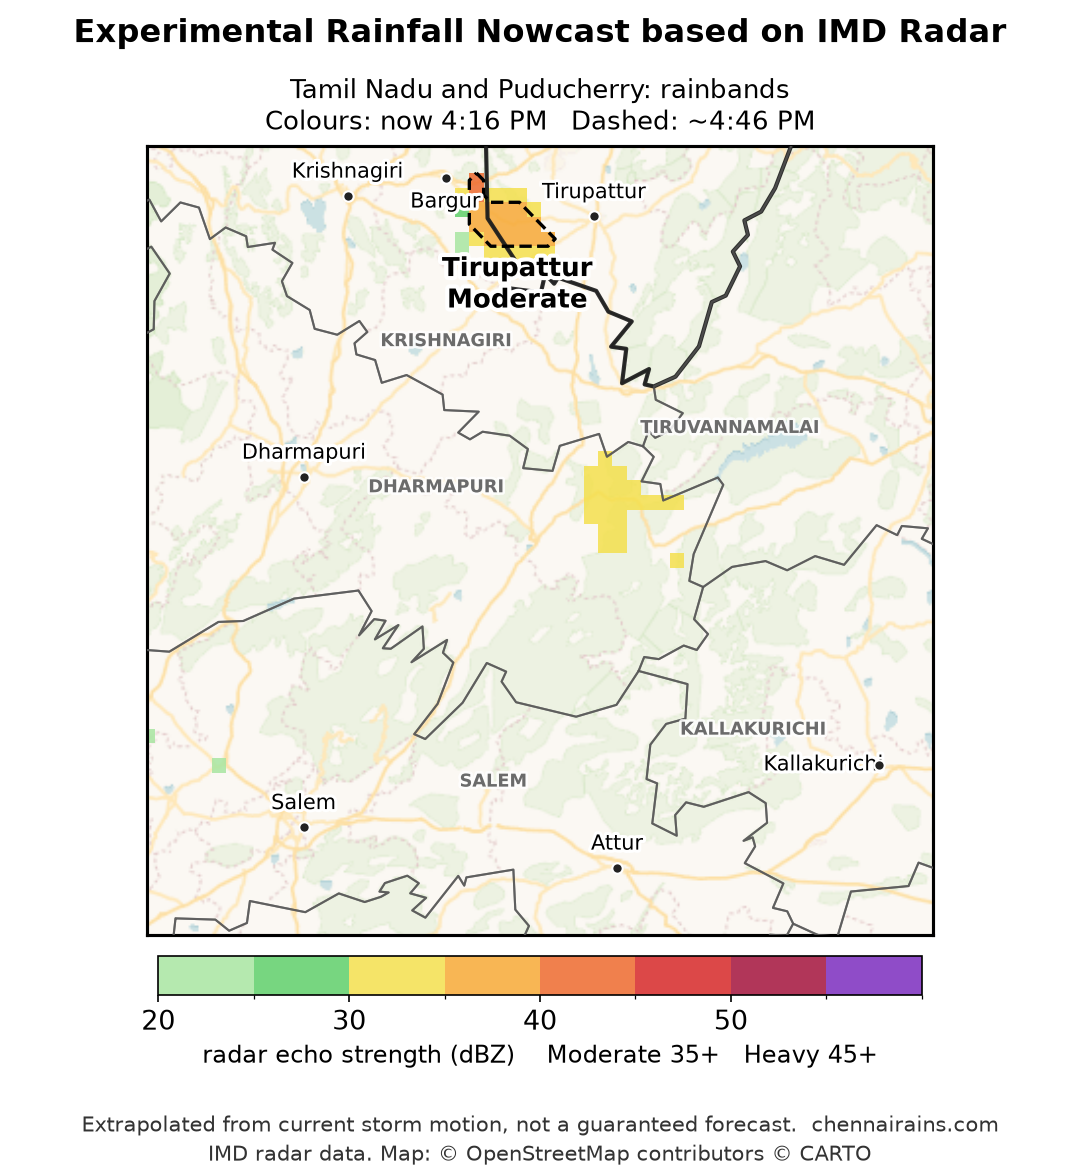 Experimental Rainfall Nowcast based on IMD Radar
Tamil Nadu and Puducherry: rainbands
Colours: now 4:16 PM   Dashed: ~4:46 PM
Krishnagiri
Bargur
Tirupattur
Tirupattur
Moderate
KRISHNAGIRI
TIRUVANNAMALAI
Dharmapuri
DHARMAPURI
KALLAKURICHI
Kallakurichi
SALEM
Salem
Attur
20 30 40 50
radar echo strength (dBZ)   Moderate 35+   Heavy 45+
Extrapolated from current storm motion, not a guaranteed forecast.  chennairains.com
IMD radar data. Map: © OpenStreetMap contributors © CARTO